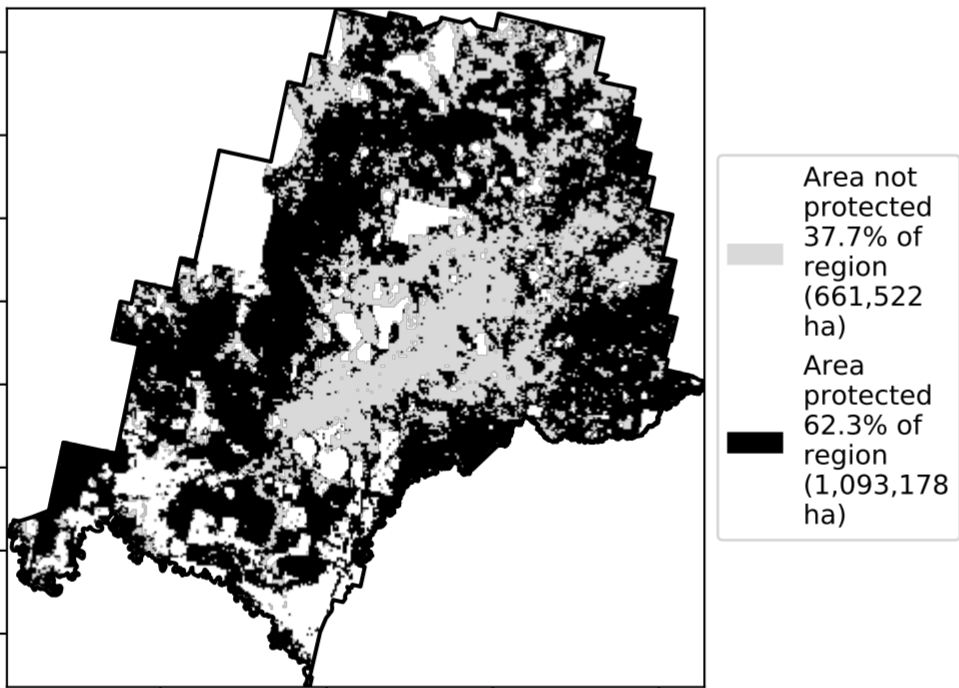 Area not
protected
37.7% of
region
(661,522
ha)
Area
protected
62.3% of
region
(1,093,178
ha)